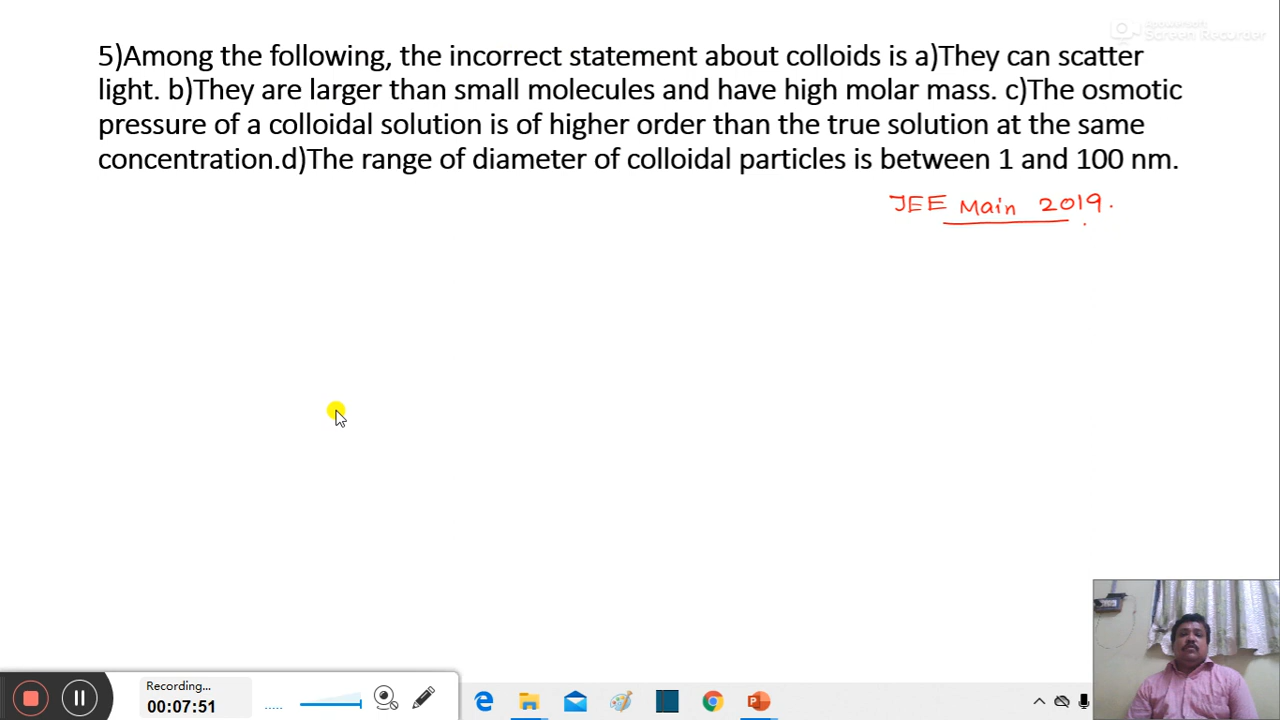 Apowersoft
Screen Recorder
5)Among the following, the incorrect statement about colloids is a)They can scatter
light. b)They are larger than small molecules and have high molar mass. c)The osmotic
pressure of a colloidal solution is of higher order than the true solution at the same
concentration.d)The range of diameter of colloidal particles is between 1 and 100 nm.
JEE Main 2019.
Recording...
00:07:51